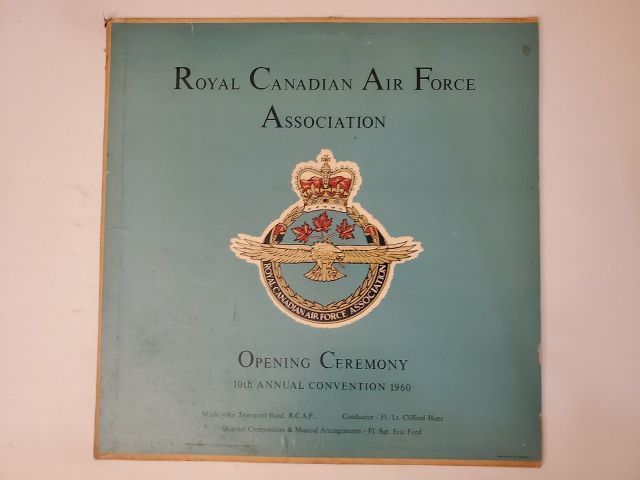 ROYAL CANADIAN AIR FORCE
ASSOCIATION
ROYAL CANADIAN AIR FORCE ASSOCIATION
OPENING CEREMONY
10th ANNUAL CONVENTION 1960
Music - Air Transport Band, R.C.A.F., Conductor - Fl/Lt. Clifford Hunt
Original Composition & Musical Arrangements - Fl/Sgt. Eric Ford